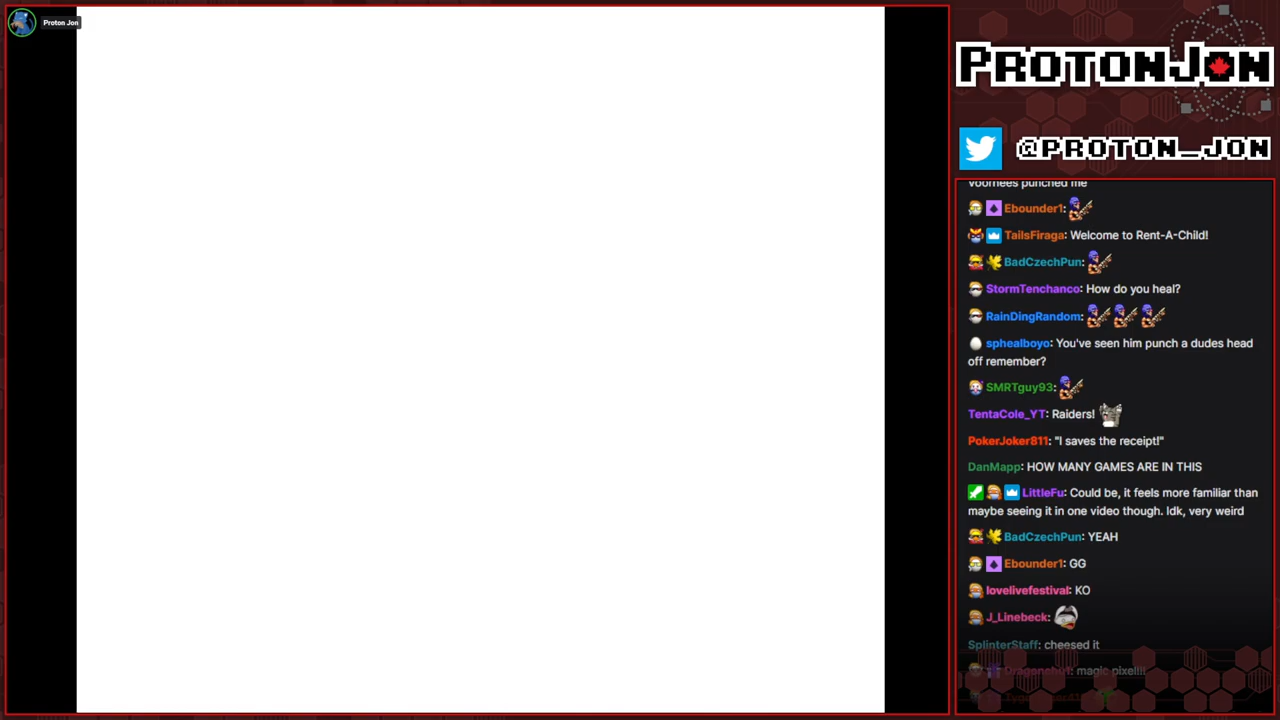 Proton Jon
PROTONJON
@PROTON_JON
Voorhees punched me
Ebounder1:
TailsFiraga: Welcome to Rent-A-Child!
BadCzechPun:
StormTenchanco: How do you heal?
RainDingRandom:
sphealboyo: You've seen him punch a dudes head
off remember?
SMRTguy93:
TentaCole_YT: Raiders!
PokerJoker811: "I saves the receipt!"
DanMapp: HOW MANY GAMES ARE IN THIS
LittleFu: Could be, it feels more familiar than
maybe seeing it in one video though. Idk, very weird
BadCzechPun: YEAH
Ebounder1: GG
lovelivefestival: KO
J_Linebeck:
SplinterStaff: cheesed it
magic pixel!!!